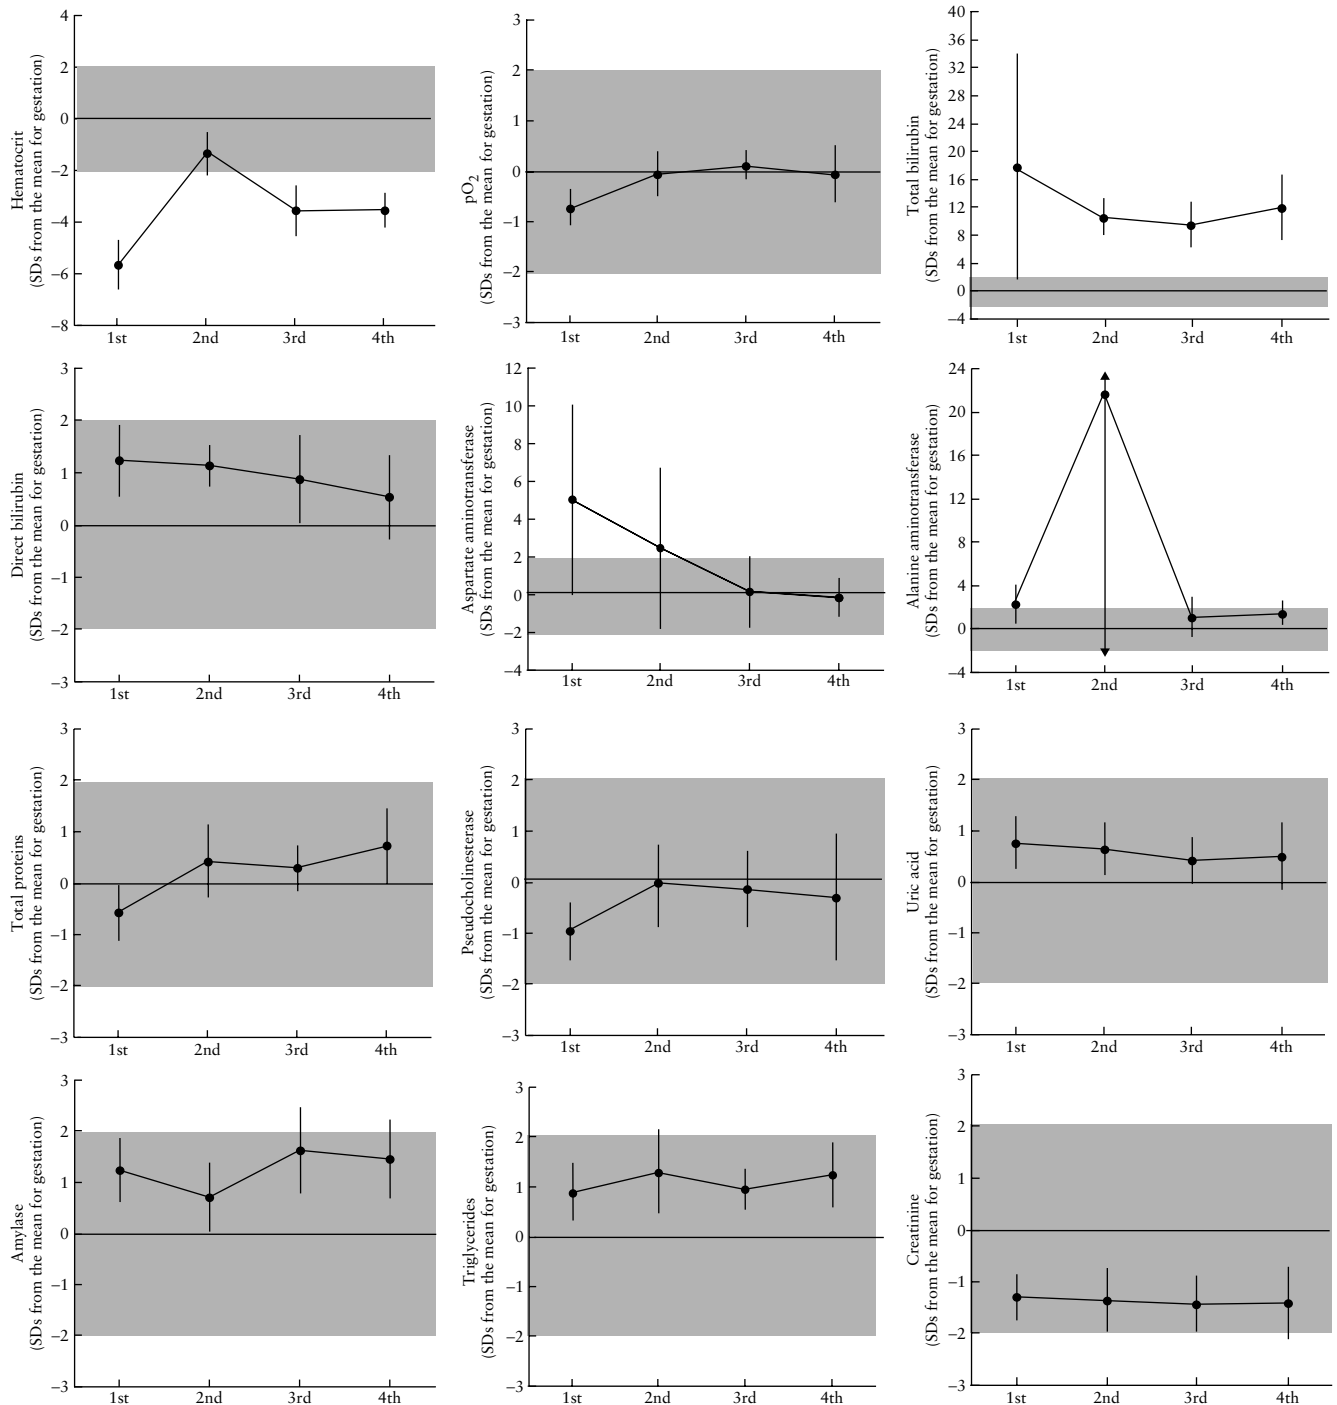 Hematocrit
(SDs from the mean for gestation)
4
2
0
−2
−4
−6
−8
1st 2nd 3rd 4th
pO2
(SDs from the mean for gestation)
3
2
1
0
−1
−2
−3
1st 2nd 3rd 4th
Total bilirubin
(SDs from the mean for gestation)
40
36
32
28
24
20
16
12
8
4
0
−4
1st 2nd 3rd 4th
Direct bilirubin
(SDs from the mean for gestation)
3
2
1
0
−1
−2
−3
1st 2nd 3rd 4th
Aspartate aminotransferase
(SDs from the mean for gestation)
12
10
8
6
4
2
0
−2
−4
1st 2nd 3rd 4th
Alanine aminotransferase
(SDs from the mean for gestation)
24
22
16
12
8
4
0
−4
1st 2nd 3rd 4th
Total proteins
(SDs from the mean for gestation)
3
2
1
0
−1
−2
−3
1st 2nd 3rd 4th
Pseudocholinesterase
(SDs from the mean for gestation)
3
2
1
0
−1
−2
−3
1st 2nd 3rd 4th
Uric acid
(SDs from the mean for gestation)
3
2
1
0
−1
−2
−3
1st 2nd 3rd 4th
Amylase
(SDs from the mean for gestation)
3
2
1
0
−1
−2
−3
1st 2nd 3rd 4th
Triglycerides
(SDs from the mean for gestation)
3
2
1
0
−1
−2
−3
1st 2nd 3rd 4th
Creatinine
(SDs from the mean for gestation)
3
2
1
0
−1
−2
−3
1st 2nd 3rd 4th